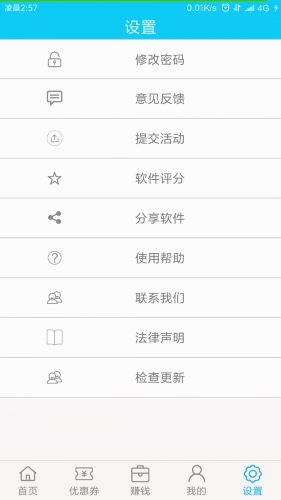 凌晨2:57 0.01K/s 4G
设置
修改密码
意见反馈
提交活动
软件评分
分享软件
使用帮助
联系我们
法律声明
检查更新
首页 优惠券 赚钱 我的 设置